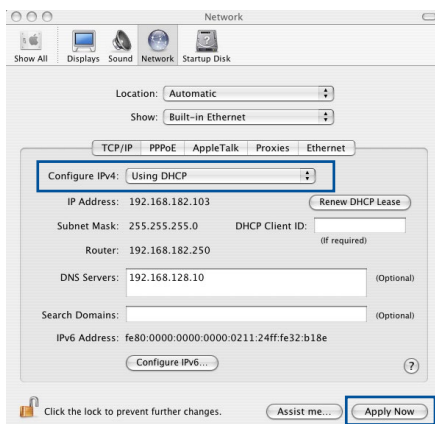 Network
Show All Displays Sound Network Startup Disk
Location: Automatic
Show: Built-in Ethernet
TCP/IP PPPoE AppleTalk Proxies Ethernet
Configure IPv4: Using DHCP
IP Address: 192.168.182.103 Renew DHCP Lease
Subnet Mask: 255.255.255.0 DHCP Client ID:
(If required)
Router: 192.168.182.250
DNS Servers: 192.168.128.10 (Optional)
Search Domains: (Optional)
IPv6 Address: fe80:0000:0000:0000:0211:24ff:fe32:b18e
Configure IPv6... ?
Click the lock to prevent further changes. Assist me... Apply Now